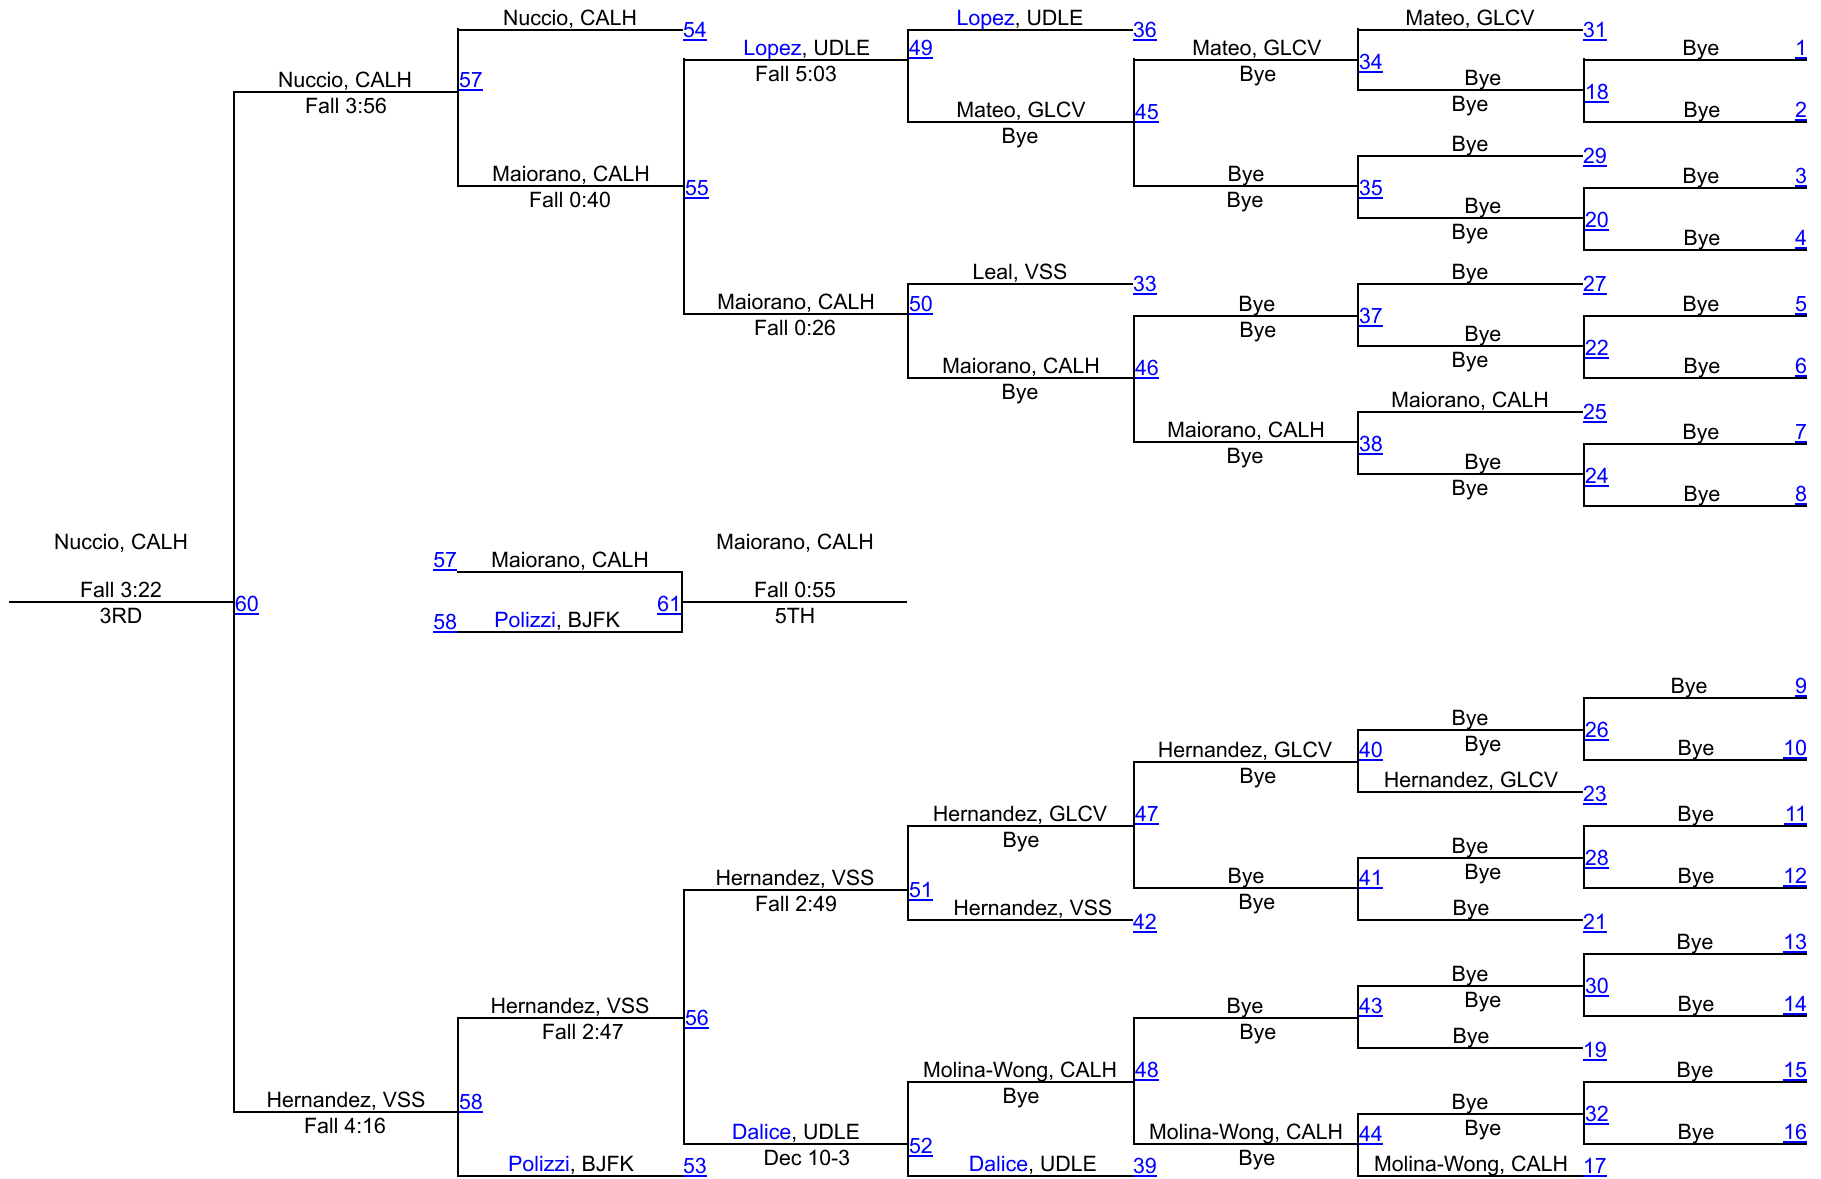 Nuccio, CALH
54
Lopez, UDLE
36
Mateo, GLCV
31
Lopez, UDLE
Fall 5:03
49
Mateo, GLCV
Bye
34
Bye
1
Nuccio, CALH
Fall 3:56
57
Bye
Bye
18
Mateo, GLCV
Bye
45
Bye
2
Bye
29
Maiorano, CALH
Fall 0:40
55
Bye
Bye
35
Bye
3
Bye
Bye
20
Bye
4
Leal, VSS
33
Bye
27
Maiorano, CALH
Fall 0:26
50
Bye
Bye
37
Bye
5
Bye
Bye
22
Maiorano, CALH
Bye
46
Bye
6
Maiorano, CALH
25
Maiorano, CALH
Bye
38
Bye
7
Bye
Bye
24
Bye
8
Nuccio, CALH
Fall 3:22
3RD
60
57
Maiorano, CALH
58
Polizzi, BJFK
61
Maiorano, CALH
Fall 0:55
5TH
Bye
9
Bye
Bye
26
Hernandez, GLCV
Bye
40
Bye
10
Hernandez, GLCV
23
Hernandez, GLCV
Bye
47
Bye
11
Bye
Bye
28
Hernandez, VSS
Fall 2:49
51
Bye
Bye
41
Bye
12
Hernandez, VSS
42
Bye
21
Bye
13
Bye
Bye
30
Hernandez, VSS
Fall 2:47
56
Bye
Bye
43
Bye
14
Bye
19
Molina-Wong, CALH
Bye
48
Bye
15
Hernandez, VSS
Fall 4:16
58
Bye
Bye
32
Dalice, UDLE
Dec 10-3
52
Molina-Wong, CALH
Bye
44
Bye
16
Polizzi, BJFK
53
Dalice, UDLE
39
Molina-Wong, CALH
17